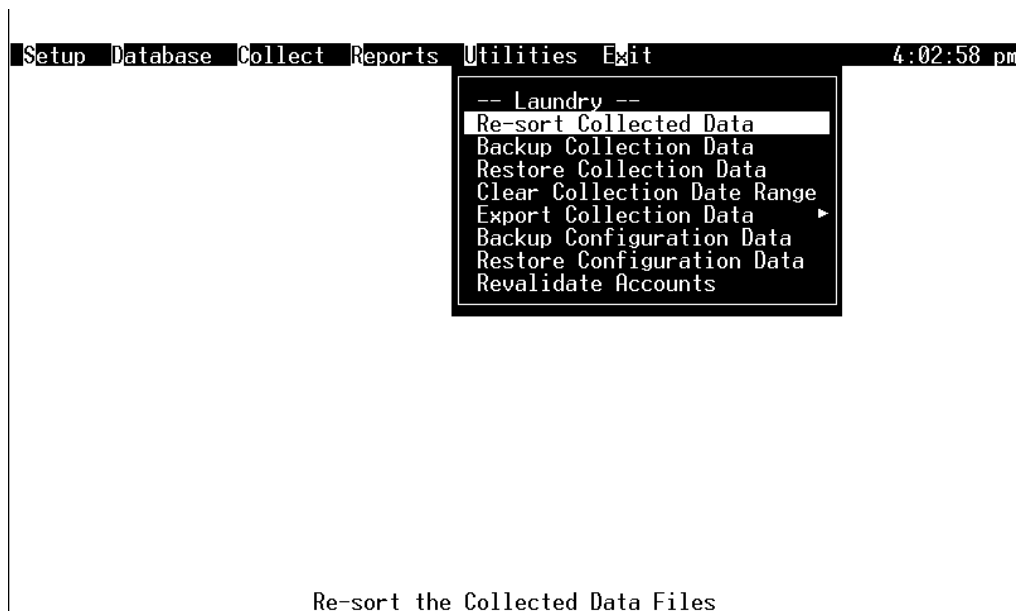 Setup Database Collect Reports Utilities Exit 4:02:58 pm
-- Laundry --
Re-sort Collected Data
Backup Collection Data
Restore Collection Data
Clear Collection Date Range
Export Collection Data ►
Backup Configuration Data
Restore Configuration Data
Revalidate Accounts
Re-sort the Collected Data Files